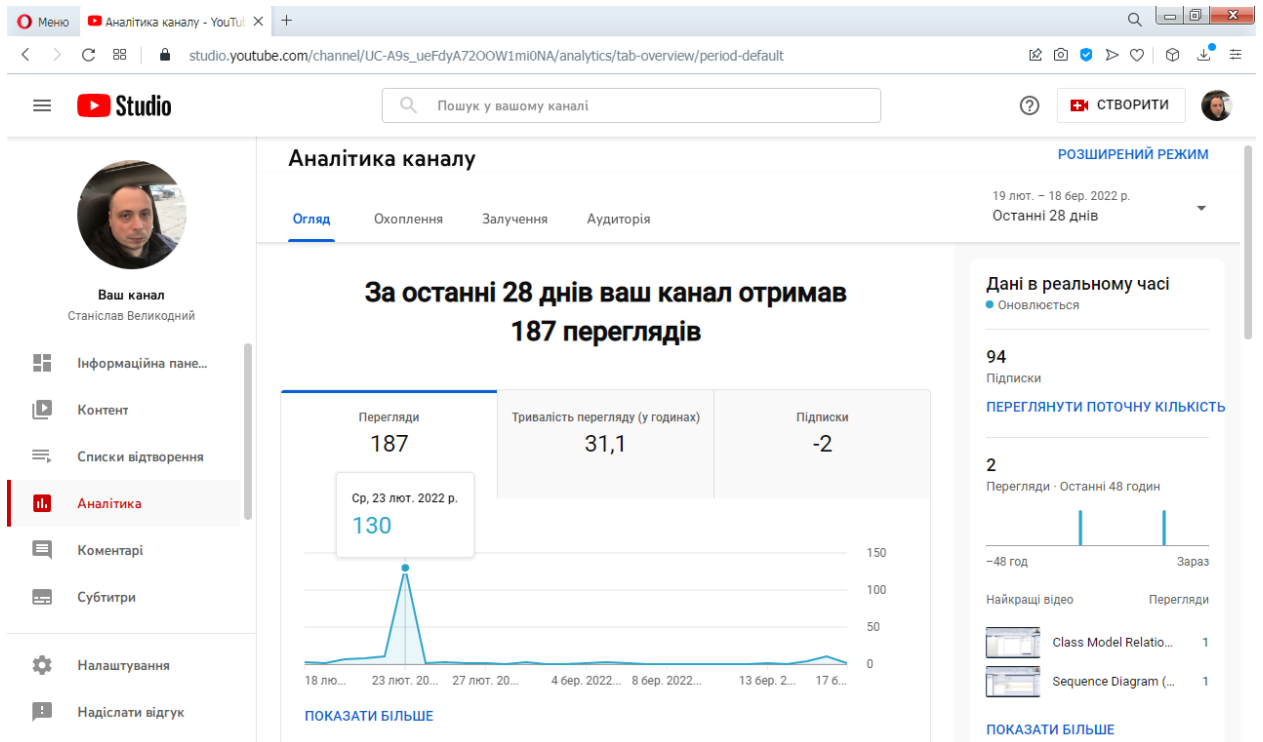 Меню
Аналітика каналу - YouTub
studio.youtube.com/channel/UC-A9s_ueFdyA72OOW1mi0NA/analytics/tab-overview/period-default
Studio
Пошук у вашому каналі
СТВОРИТИ
Ваш канал
Станіслав Великодний
Інформаційна пане...
Контент
Списки відтворення
Аналітика
Коментарі
Субтитри
Налаштування
Надіслати відгук
Аналітика каналу
РОЗШИРЕНИЙ РЕЖИМ
Огляд Охоплення Залучення Аудиторія
19 лют. – 18 бер. 2022 р.
Останні 28 днів
За останні 28 днів ваш канал отримав
187 переглядів
Перегляди
187
Тривалість перегляду (у годинах)
31,1
Підписки
-2
Ср, 23 лют. 2022 р.
130
150
100
50
0
18 лю... 23 лют. 20... 27 лют. 20... 4 бер. 2022... 8 бер. 2022... 13 бер. 2... 17 б...
ПОКАЗАТИ БІЛЬШЕ
Дані в реальному часі
Оновлюється
94
Підписки
ПЕРЕГЛЯНУТИ ПОТОЧНУ КІЛЬКІСТЬ
2
Перегляди · Останні 48 годин
–48 год Зараз
Найкращі відео Перегляди
Class Model Relatio... 1
Sequence Diagram (... 1
ПОКАЗАТИ БІЛЬШЕ